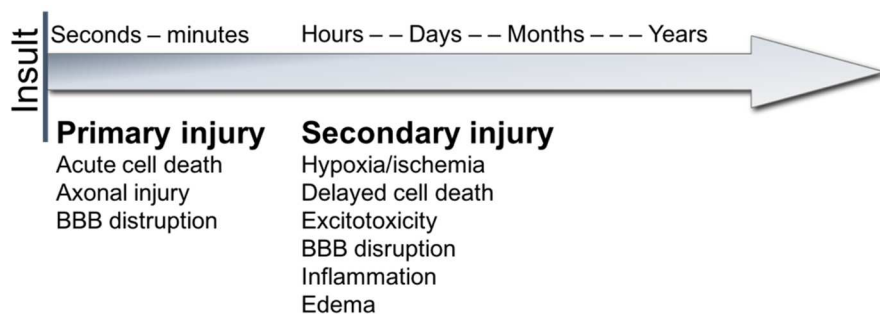 Insult
Seconds – minutes
Hours – – Days – – Months – – – Years
Primary injury
Acute cell death
Axonal injury
BBB distruption
Secondary injury
Hypoxia/ischemia
Delayed cell death
Excitotoxicity
BBB disruption
Inflammation
Edema